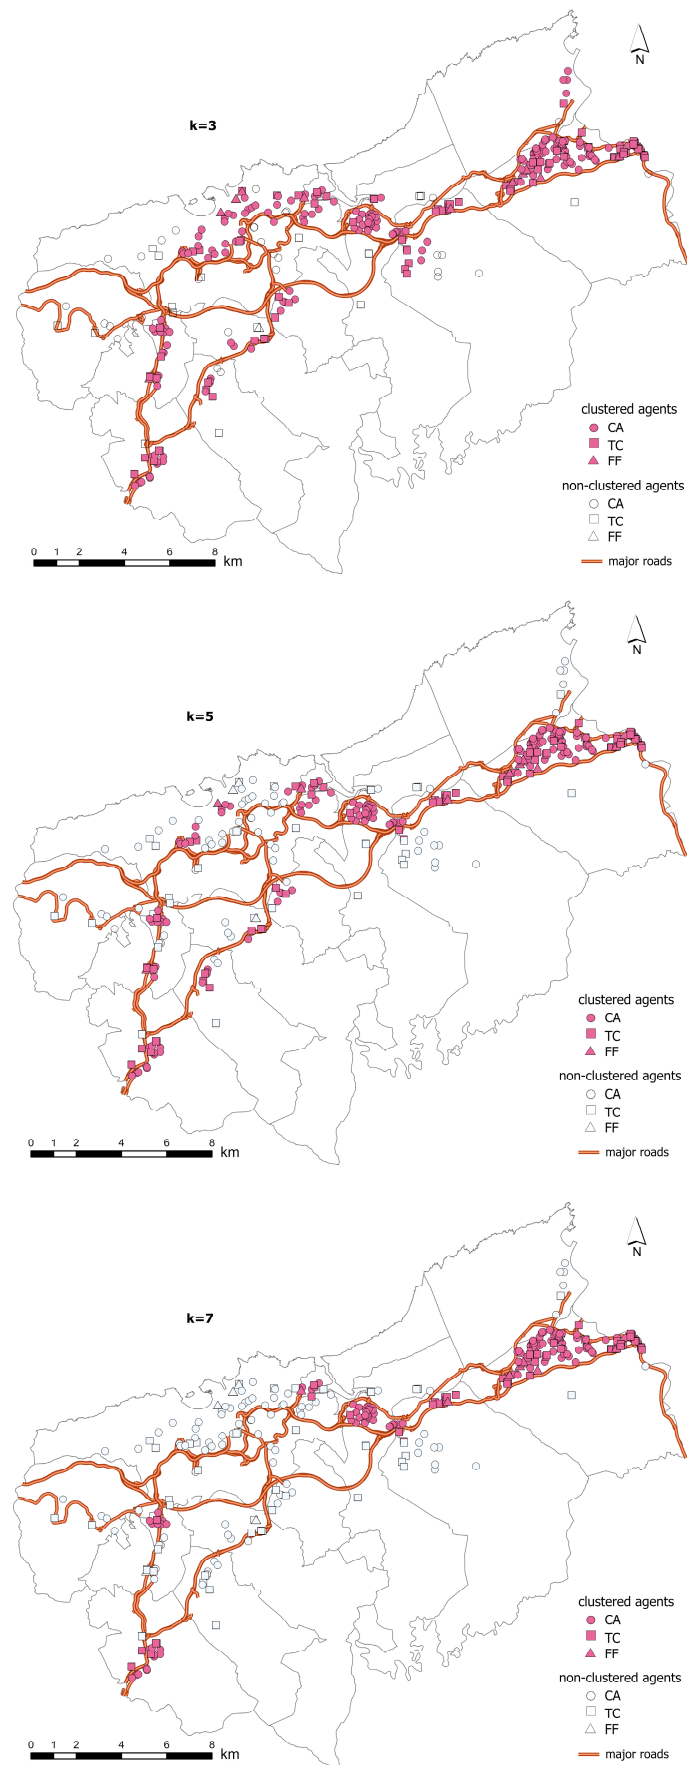 N
k=3
clustered agents
CA
TC
FF
non-clustered agents
CA
TC
FF
major roads
0 1 2 4 6 8 km
N
k=5
clustered agents
CA
TC
FF
non-clustered agents
CA
TC
FF
major roads
0 1 2 4 6 8 km
N
k=7
clustered agents
CA
TC
FF
non-clustered agents
CA
TC
FF
major roads
0 1 2 4 6 8 km